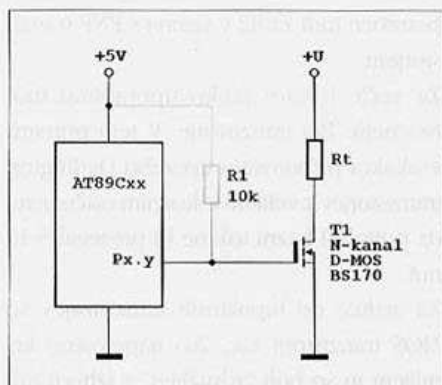 +5V
+U
AT89Cxx
Px.y
R1
10k
Rt
T1
N-kanal
D-MOS
BS170